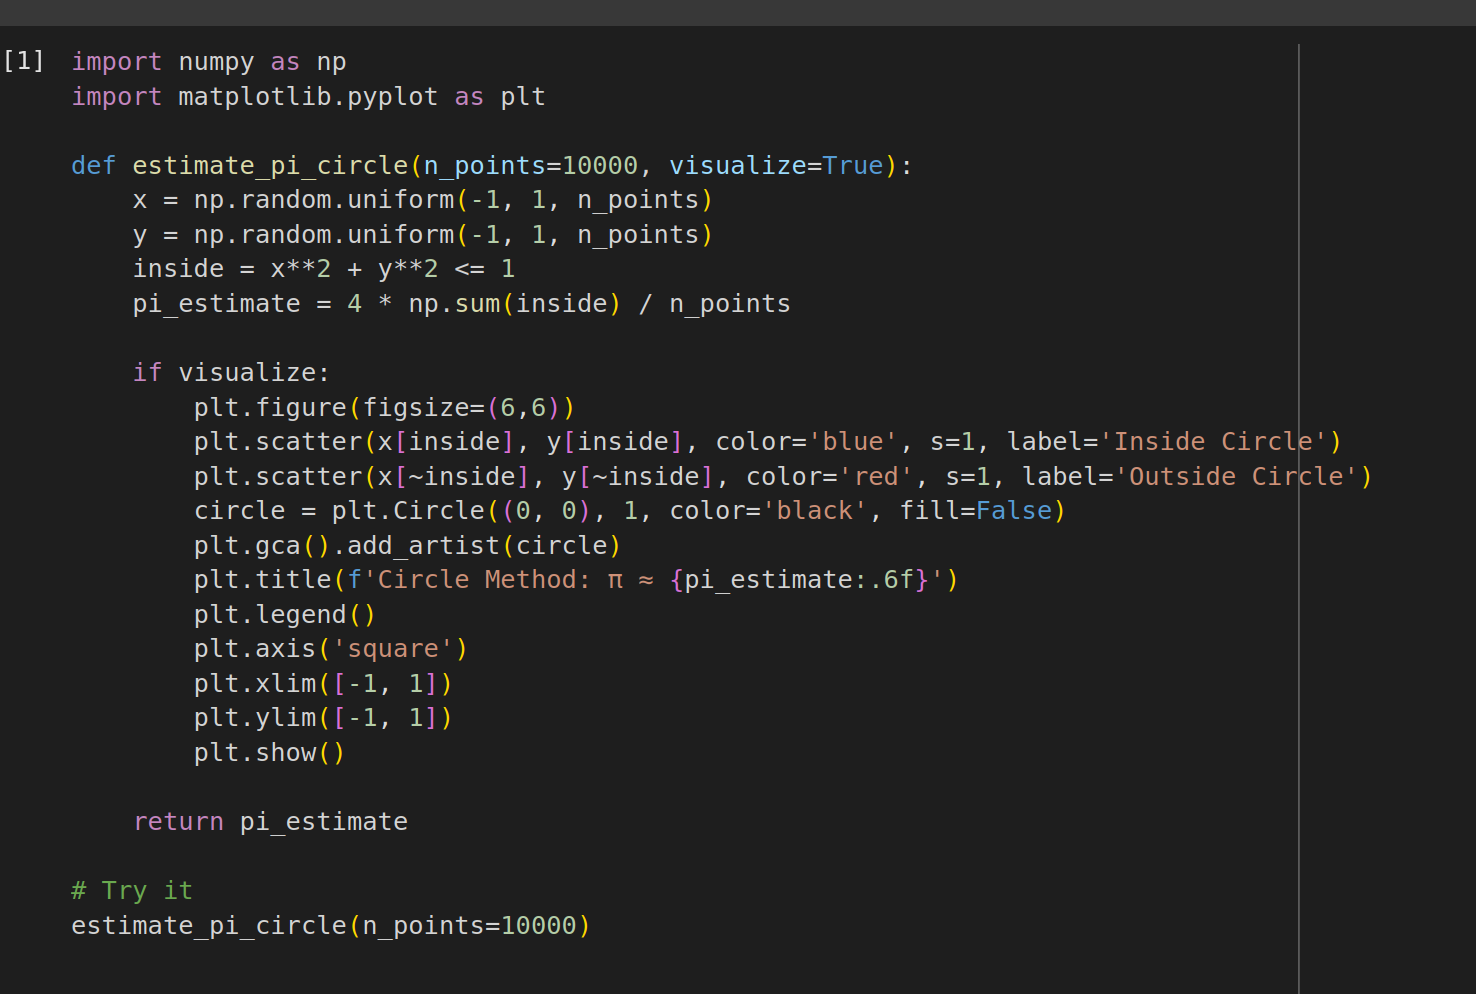 [1] import numpy as np
import matplotlib.pyplot as plt

def estimate_pi_circle(n_points=10000, visualize=True):
    x = np.random.uniform(-1, 1, n_points)
    y = np.random.uniform(-1, 1, n_points)
    inside = x**2 + y**2 <= 1
    pi_estimate = 4 * np.sum(inside) / n_points

    if visualize:
        plt.figure(figsize=(6,6))
        plt.scatter(x[inside], y[inside], color='blue', s=1, label='Inside Circle')
        plt.scatter(x[~inside], y[~inside], color='red', s=1, label='Outside Circle')
        circle = plt.Circle((0, 0), 1, color='black', fill=False)
        plt.gca().add_artist(circle)
        plt.title(f'Circle Method: π ≈ {pi_estimate:.6f}')
        plt.legend()
        plt.axis('square')
        plt.xlim([-1, 1])
        plt.ylim([-1, 1])
        plt.show()

    return pi_estimate

# Try it
estimate_pi_circle(n_points=10000)